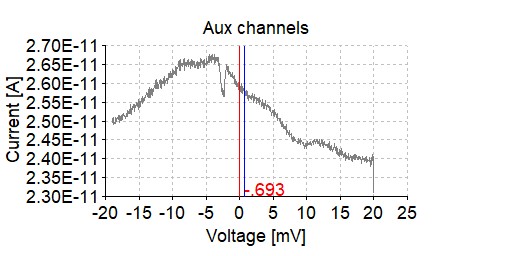 Aux channels
Current [A]
2.70E-11
2.65E-11
2.60E-11
2.55E-11
2.50E-11
2.45E-11
2.40E-11
2.35E-11
2.30E-11
-.693
-20 -15 -10 -5 0 5 10 15 20 25
Voltage [mV]